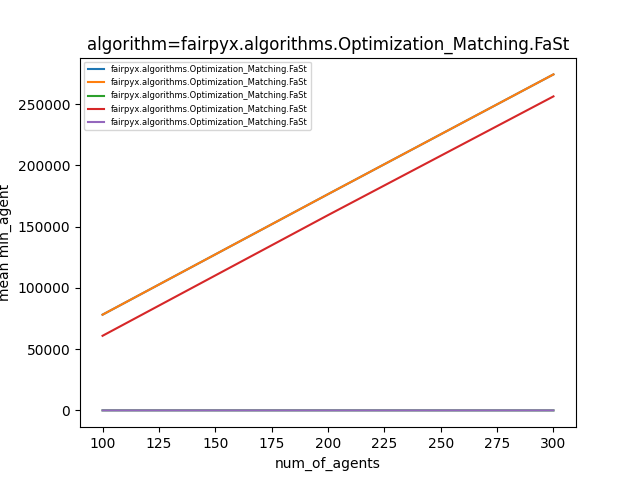 algorithm=fairpyx.algorithms.Optimization_Matching.FaSt
fairpyx.algorithms.Optimization_Matching.FaSt
fairpyx.algorithms.Optimization_Matching.FaSt
fairpyx.algorithms.Optimization_Matching.FaSt
fairpyx.algorithms.Optimization_Matching.FaSt
fairpyx.algorithms.Optimization_Matching.FaSt
250000
200000
150000
100000
50000
0
mean min_agent
100
125
150
175
200
225
250
275
300
num_of_agents